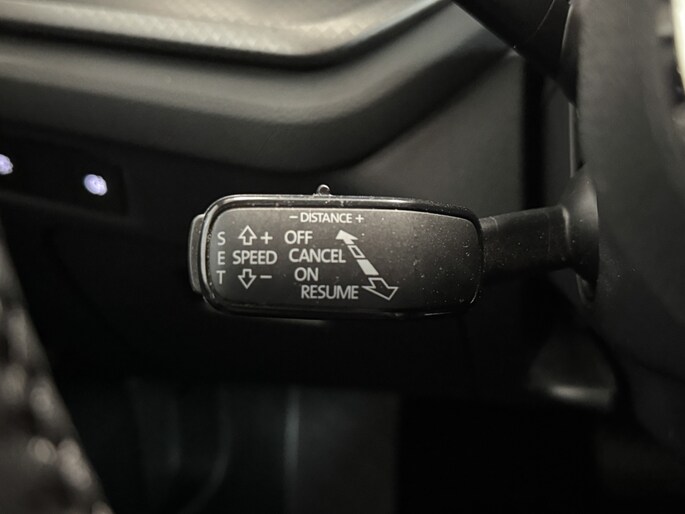 - DISTANCE +
S + OFF
E SPEED CANCEL
T - ON
RESUME